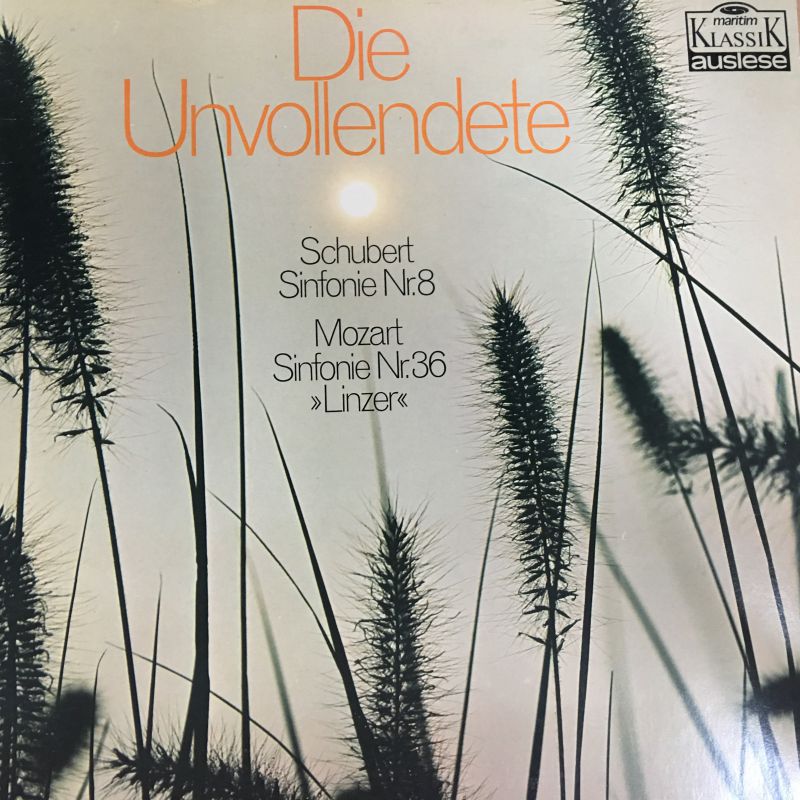 Die
Unvollendete
maritim
KLASSIK
auslese
Schubert
Sinfonie Nr.8
Mozart
Sinfonie Nr.36
»Linzer«